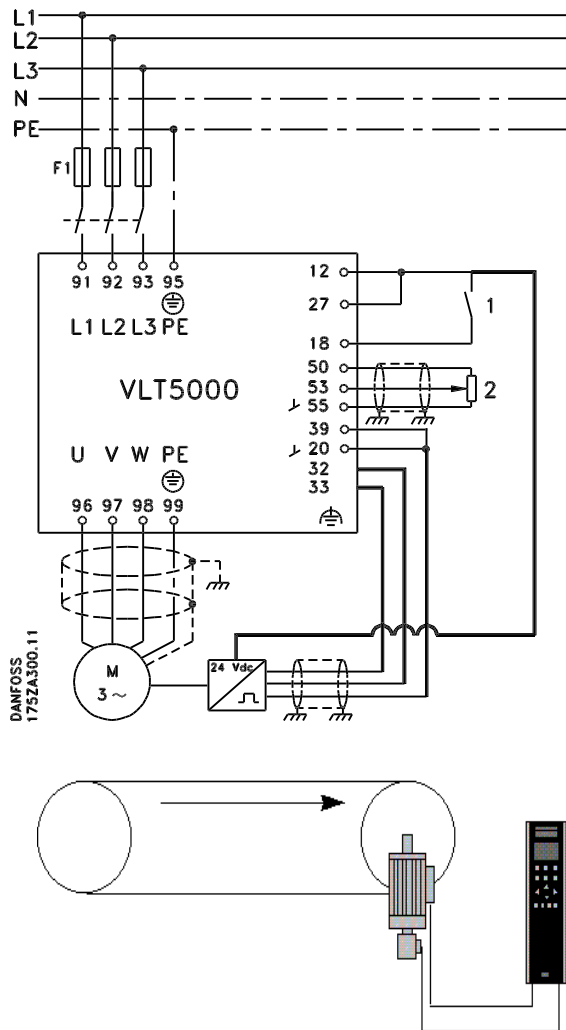 L1
L2
L3
N
PE
F1
91 92 93 95
L1 L2 L3 PE
12
27
1
18
50
53
2
55
39
20
32
33
VLT5000
U V W PE
96 97 98 99
M
3 ~
24 Vdc
DANFOSS
175ZA300.11